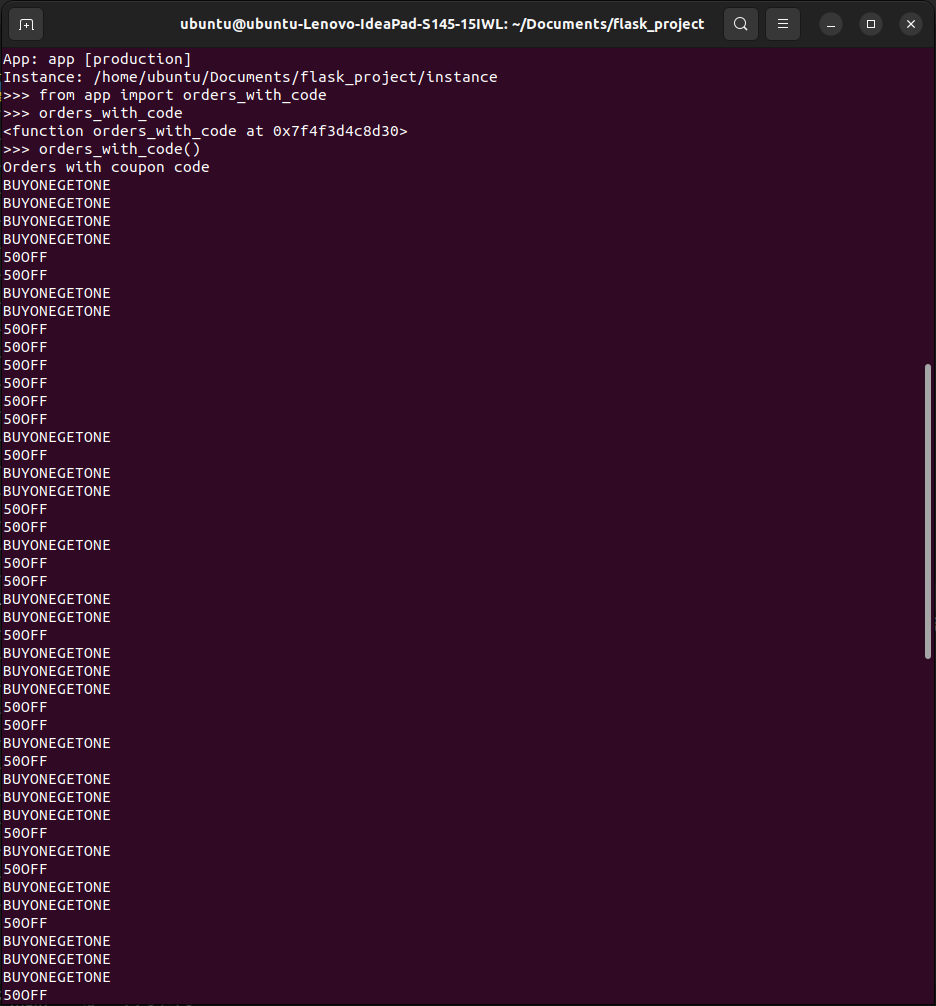 ubuntu@ubuntu-Lenovo-IdeaPad-S145-15IWL: ~/Documents/flask_project
App: app [production]
Instance: /home/ubuntu/Documents/flask_project/instance
>>> from app import orders_with_code
>>> orders_with_code
<function orders_with_code at 0x7f4f3d4c8d30>
>>> orders_with_code()
Orders with coupon code
BUYONEGETONE
BUYONEGETONE
BUYONEGETONE
BUYONEGETONE
50OFF
50OFF
BUYONEGETONE
BUYONEGETONE
50OFF
50OFF
50OFF
50OFF
50OFF
50OFF
BUYONEGETONE
50OFF
BUYONEGETONE
BUYONEGETONE
50OFF
50OFF
BUYONEGETONE
50OFF
50OFF
BUYONEGETONE
BUYONEGETONE
50OFF
BUYONEGETONE
BUYONEGETONE
BUYONEGETONE
50OFF
50OFF
BUYONEGETONE
50OFF
BUYONEGETONE
BUYONEGETONE
BUYONEGETONE
50OFF
BUYONEGETONE
50OFF
BUYONEGETONE
BUYONEGETONE
50OFF
BUYONEGETONE
BUYONEGETONE
BUYONEGETONE
50OFF